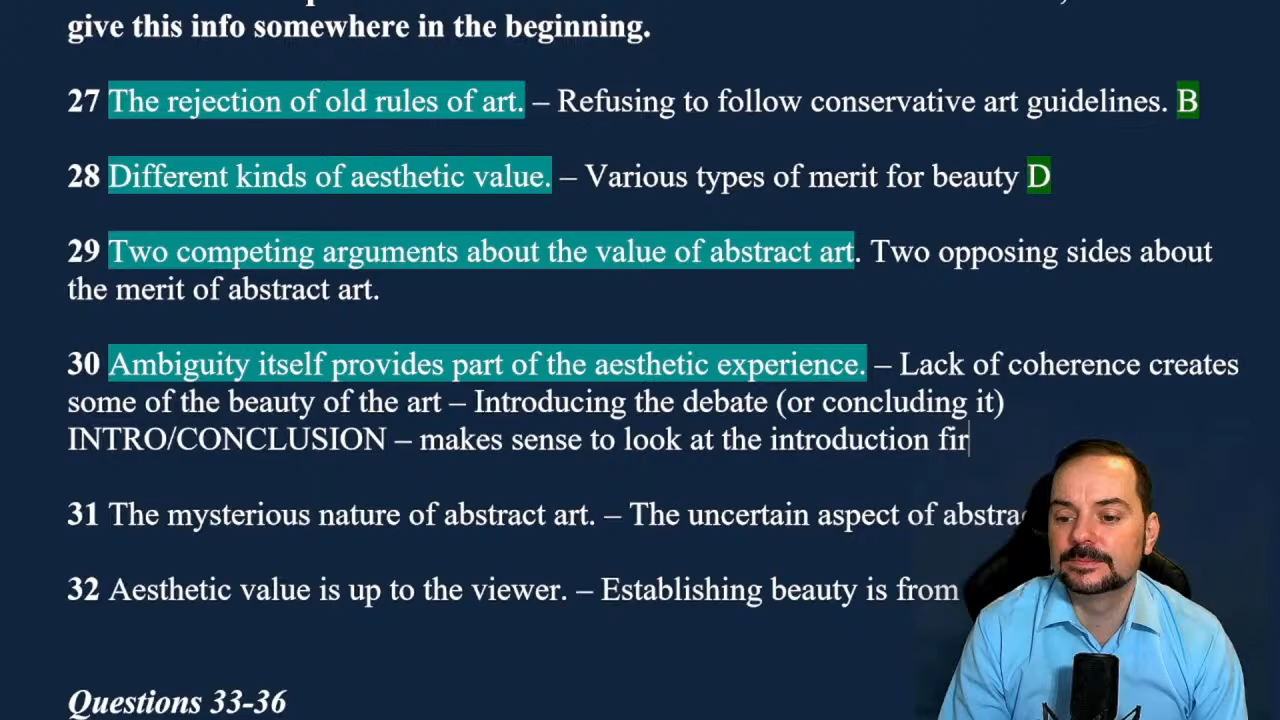 give this info somewhere in the beginning.
27 The rejection of old rules of art. – Refusing to follow conservative art guidelines. B
28 Different kinds of aesthetic value. – Various types of merit for beauty D
29 Two competing arguments about the value of abstract art. Two opposing sides about
the merit of abstract art.
30 Ambiguity itself provides part of the aesthetic experience. – Lack of coherence creates
some of the beauty of the art – Introducing the debate (or concluding it)
INTRO/CONCLUSION – makes sense to look at the introduction fir
31 The mysterious nature of abstract art. – The uncertain aspect of
32 Aesthetic value is up to the viewer. – Establishing beauty is from
Questions 33-36